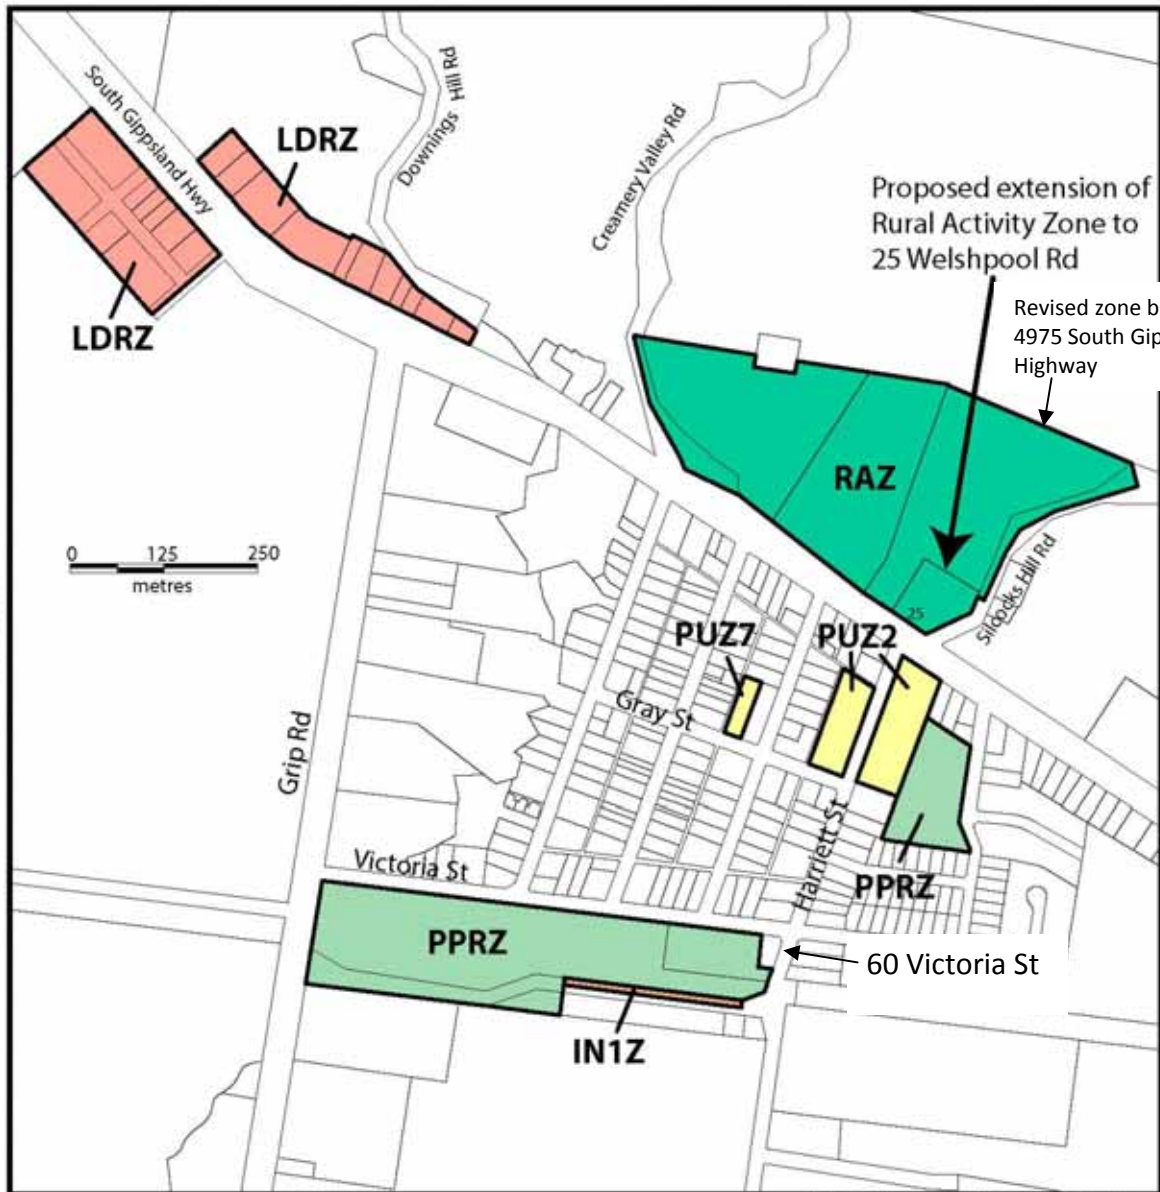 South Gippsland Hwy
LDRZ
Downings Hill Rd
Creamery Valley Rd
Proposed extension of
Rural Activity Zone to
25 Welshpool Rd
Revised zone b
4975 South Gip
Highway
LDRZ
RAZ
0 125 250
metres
25
Silcocks Hill Rd
PUZ7
PUZ2
Gray St
Grip Rd
Harriett St
Victoria St
PPRZ
PPRZ
60 Victoria St
IN1Z